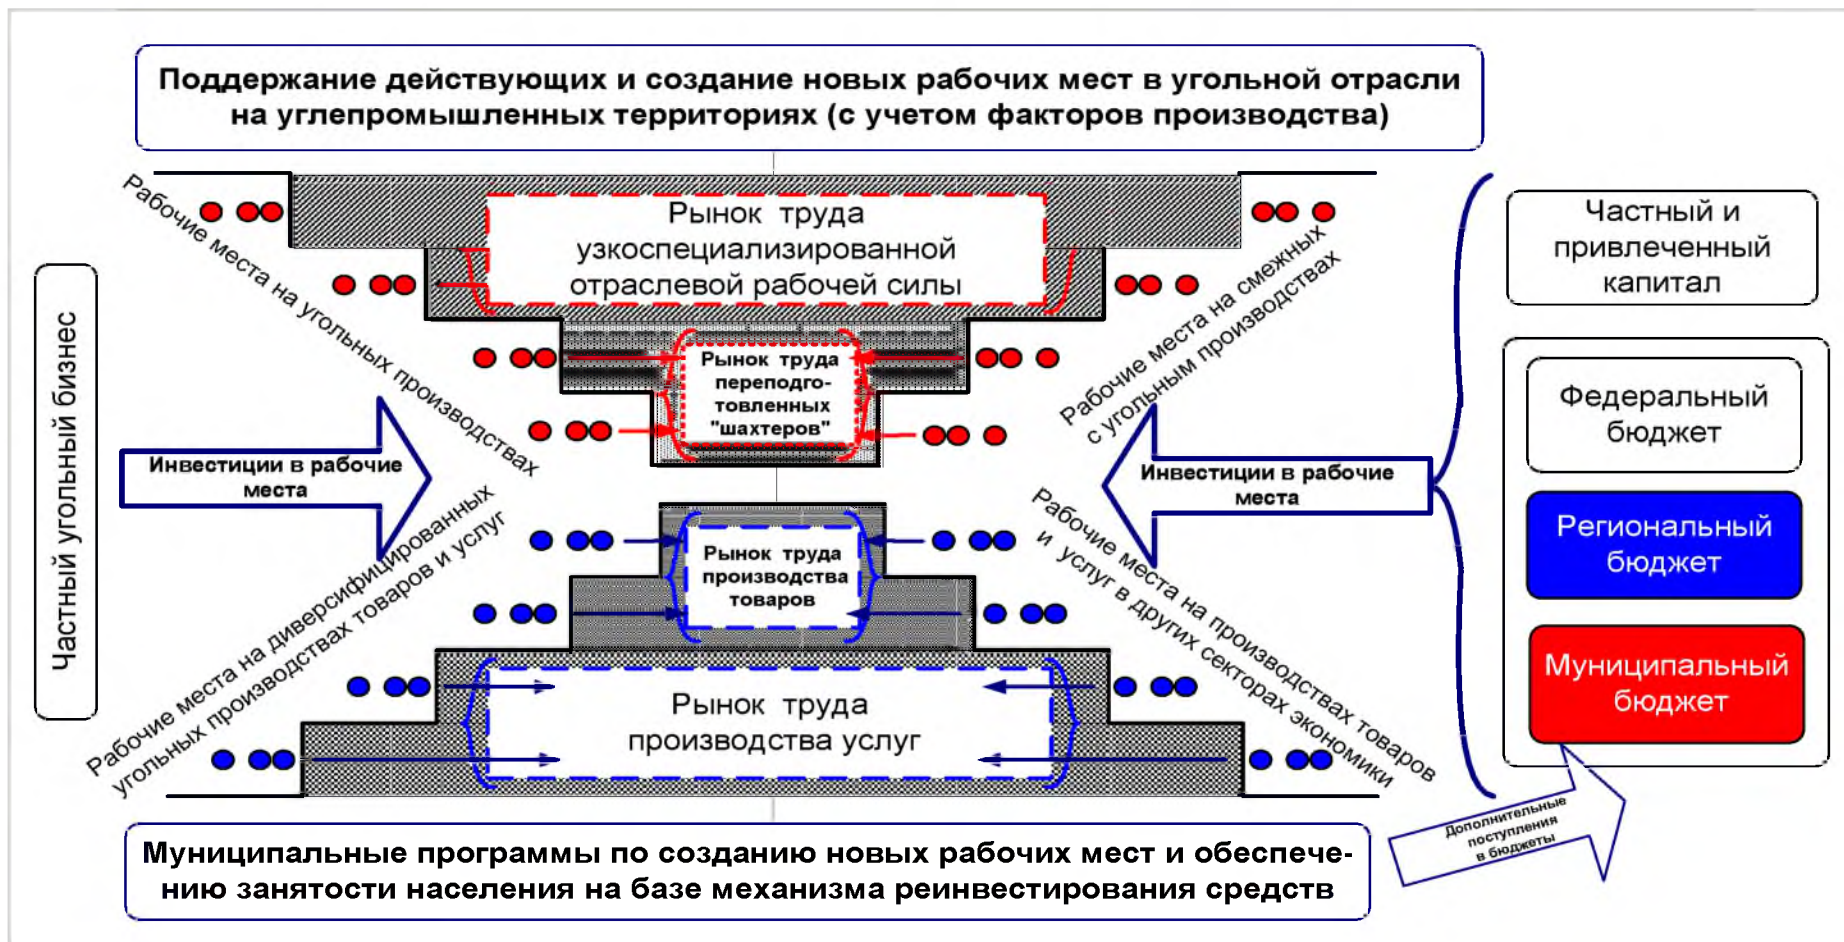 Поддержание действующих и создание новых рабочих мест в угольной отрасли
на углепромышленных территориях (с учетом факторов производства)
Частный угольный бизнес
Рабочие места на угольных производствах
Рынок труда
узкоспециализированной
отраслевой рабочей силы
Рабочие места на смежных
с угольным производствах
Рынок труда
переподго-
товленных
"шахтеров"
Инвестиции в рабочие
места
Инвестиции в рабочие
места
Рабочие места на диверсифицированных
угольных производствах товаров и услуг
Рынок труда
производства
товаров
Рабочие места на производствах товаров
и услуг в других секторах экономики
Рынок труда
производства услуг
Частный и
привлеченный
капитал
Федеральный
бюджет
Региональный
бюджет
Муниципальный
бюджет
Дополнительные
поступления
в бюджеты
Муниципальные программы по созданию новых рабочих мест и обеспече-
нию занятости населения на базе механизма реинвестирования средств